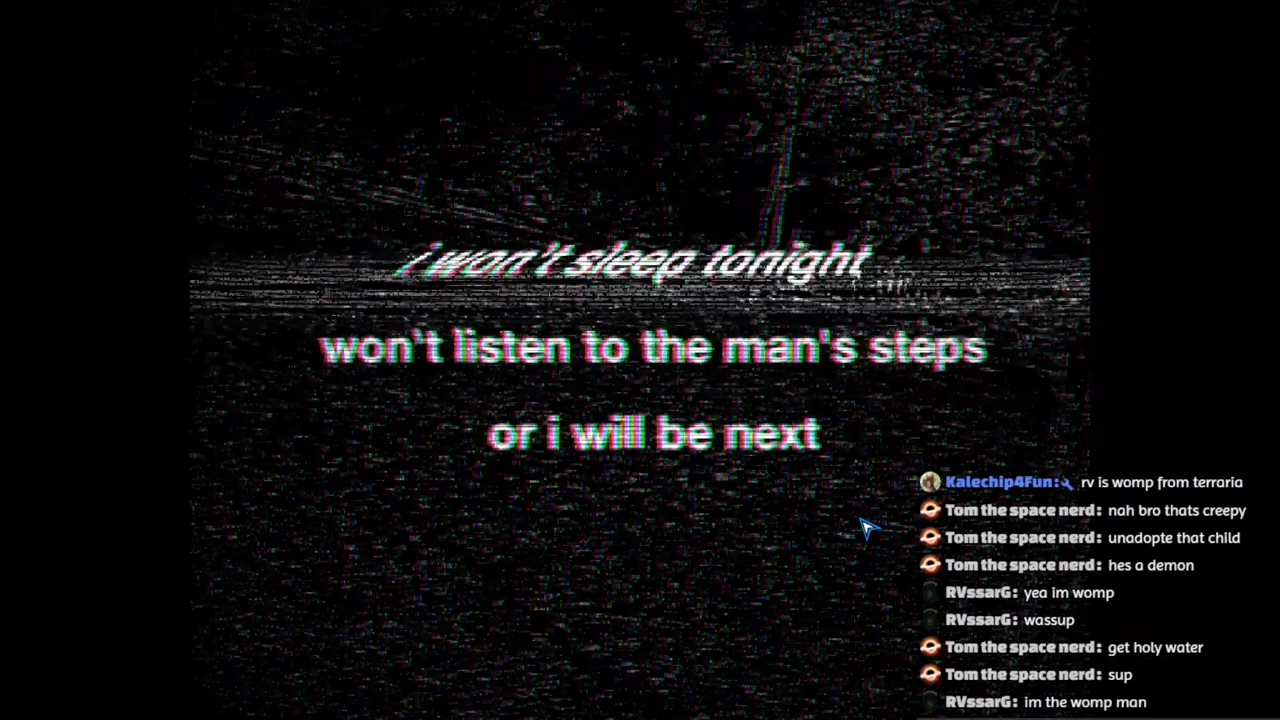 i won't sleep tonight
won't listen to the man's steps
or i will be next
Kalechip4Fun: rv is womp from terraria
Tom the space nerd: nah bro thats creepy
Tom the space nerd: unadopte that child
Tom the space nerd: hes a demon
RVssarG: yea im womp
RVssarG: wassup
Tom the space nerd: get holy water
Tom the space nerd: sup
RVssarG: im the womp man